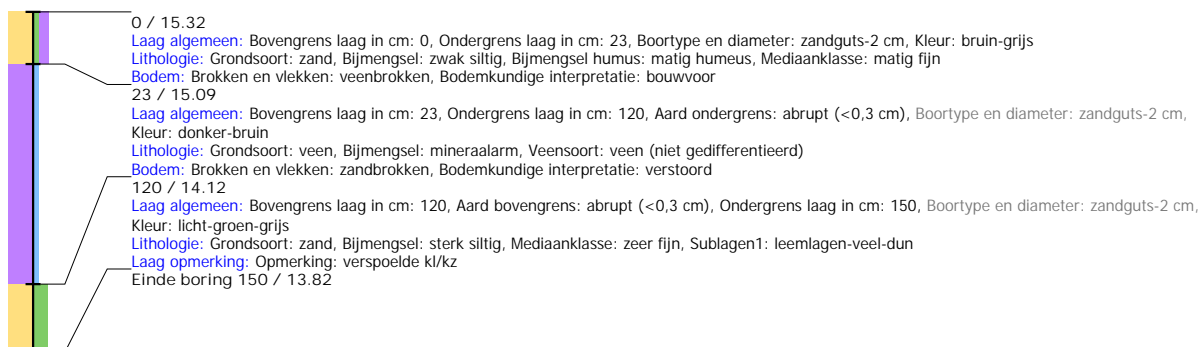 0 / 15.32
Laag algemeen: Bovengrens laag in cm: 0, Ondergrens laag in cm: 23, Boortype en diameter: zandguts-2 cm, Kleur: bruin-grijs
Lithologie: Grondsoort: zand, Bijmengsel: zwak siltig, Bijmengsel humus: matig humeus, Mediaanklasse: matig fijn
Bodem: Brokken en vlekken: veenbrokken, Bodemkundige interpretatie: bouwvoor
23 / 15.09
Laag algemeen: Bovengrens laag in cm: 23, Ondergrens laag in cm: 120, Aard ondergrens: abrupt (<0,3 cm), Boortype en diameter: zandguts-2 cm,
Kleur: donker-bruin
Lithologie: Grondsoort: veen, Bijmengsel: mineraalarm, Veensoort: veen (niet gedifferentieerd)
Bodem: Brokken en vlekken: zandbrokken, Bodemkundige interpretatie: verstoord
120 / 14.12
Laag algemeen: Bovengrens laag in cm: 120, Aard bovengrens: abrupt (<0,3 cm), Ondergrens laag in cm: 150, Boortype en diameter: zandguts-2 cm,
Kleur: licht-groen-grijs
Lithologie: Grondsoort: zand, Bijmengsel: sterk siltig, Mediaanklasse: zeer fijn, Sublagen1: leemlagen-veel-dun
Laag opmerking: Opmerking: verspoelde kl/kz
Einde boring 150 / 13.82